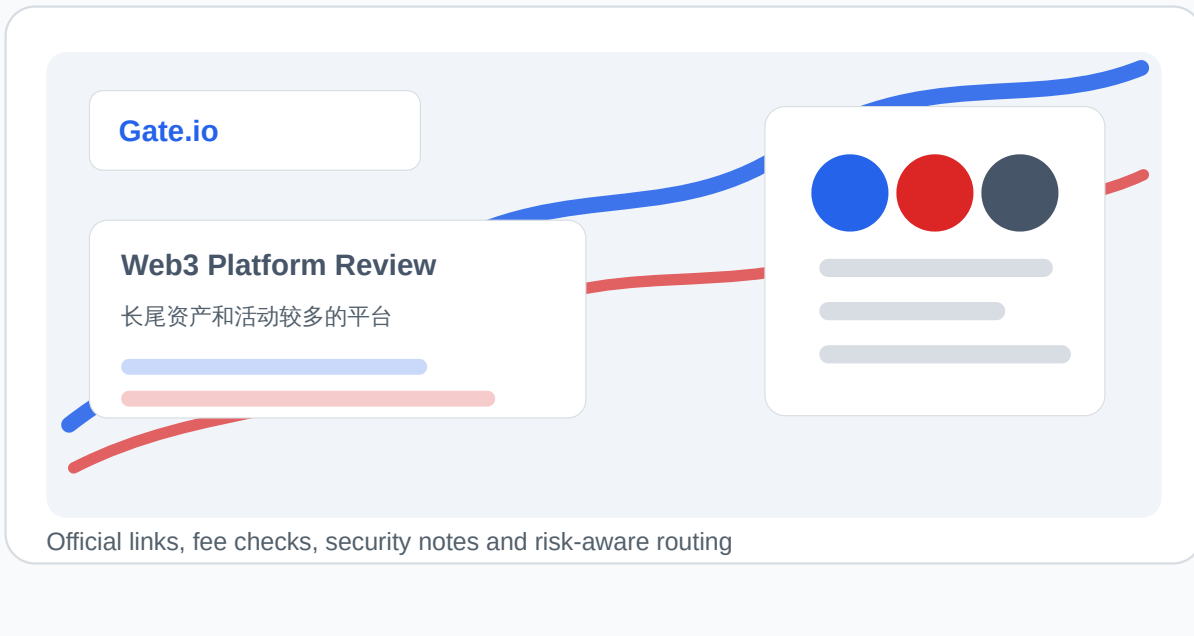 Gate.io
Web3 Platform Review
长尾资产和活动较多的平台
Official links, fee checks, security notes and risk-aware routing